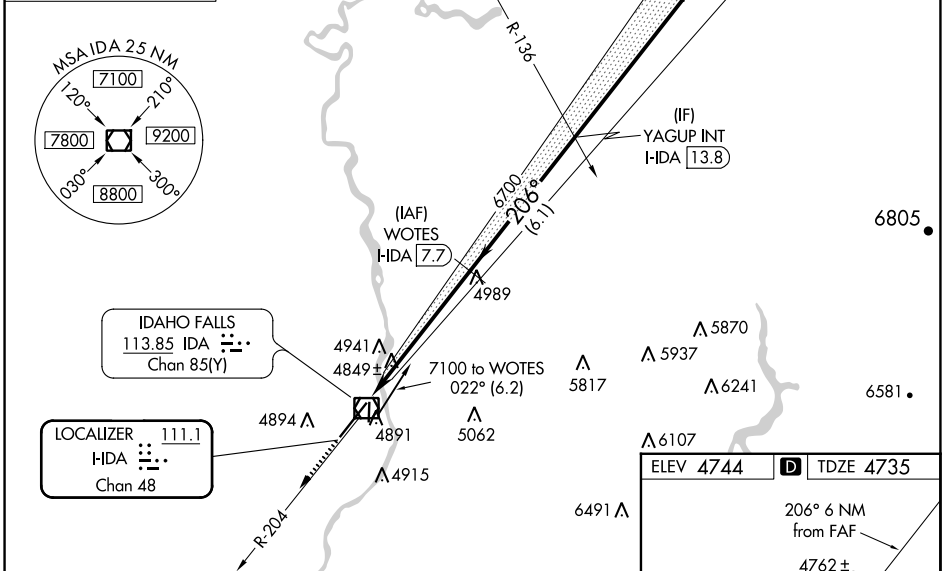 MSA IDA 25 NM
7100
120°
210°
7800
9200
030°
300°
8800
R-136
(IF)
YAGUP INT
I-IDA 13.8
6700
206°
(6.1)
(IAF)
WOTES
I-IDA 7.7
4989
6805
IDAHO FALLS
113.85 IDA
Chan 85(Y)
4941
4849 ±
7100 to WOTES
022° (6.2)
5870
5937
5817
6241
6581
4894
4891
5062
LOCALIZER 111.1
I-IDA
Chan 48
6107
4915
6491
R-204
ELEV 4744 D TDZE 4735
206° 6 NM
from FAF
4762 ±